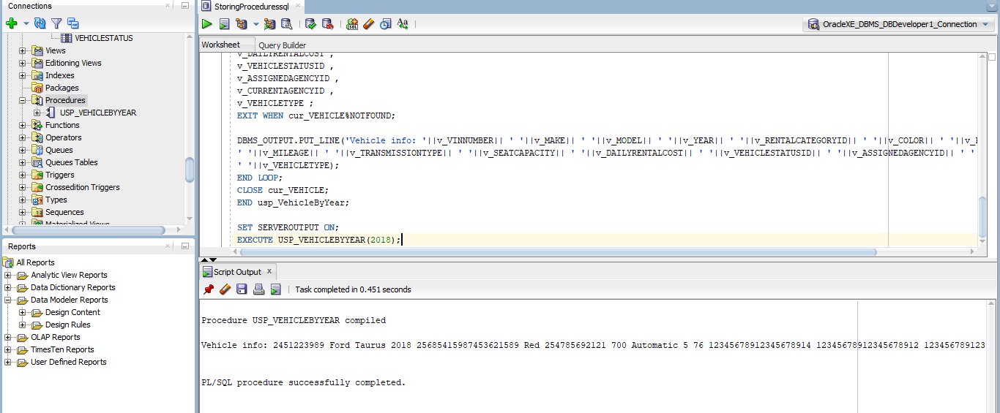 Connections
VEHICLESTATUS
Views
Editioning Views
Indexes
Packages
Procedures
USP_VEHICLEBYYEAR
Functions
Operators
Queues
Queues Tables
Triggers
Crossedition Triggers
Types
Sequences
Materialized Views
Reports
All Reports
Analytic View Reports
Data Dictionary Reports
Data Modeler Reports
Design Content
Design Rules
OLAP Reports
TimesTen Reports
User Defined Reports
StoringProceduressql
OracleXE_DBMS_DBDeveloper1_Connection
Worksheet Query Builder
v_DAILYRENTALCOST ,
v_VEHICLESTATUSID ,
v_ASSIGNEDAGENCYID ,
v_CURRENTAGENCYID ,
v_VEHICLETYPE ;
EXIT WHEN cur_VEHICLE%NOTFOUND;
DBMS_OUTPUT.PUT_LINE('Vehicle info: '||v_VINNUMBER|| ' '||v_MAKE|| ' '||v_MODEL|| ' '||v_YEAR|| ' '||v_RENTALCATEGORYID|| ' '||v_COLOR|| ' '||v_
' '||v_MILEAGE|| ' '||v_TRANSMISSIONTYPE|| ' '||v_SEATCAPACITY|| ' '||v_DAILYRENTALCOST|| ' '||v_VEHICLESTATUSID|| ' '||v_ASSIGNEDAGENCYID|| ' '
' '||v_VEHICLETYPE);
END LOOP;
CLOSE cur_VEHICLE;
END usp_VehicleByYear;
SET SERVEROUTPUT ON;
EXECUTE USP_VEHICLEBYYEAR(2018);
Script Output x
Task completed in 0.451 seconds
Procedure USP_VEHICLEBYYEAR compiled
Vehicle info: 2451223989 Ford Taurus 2018 25685415987453621589 Red 254785692121 700 Automatic 5 76 12345678912345678914 12345678912345678912 123456789123
PL/SQL procedure successfully completed.